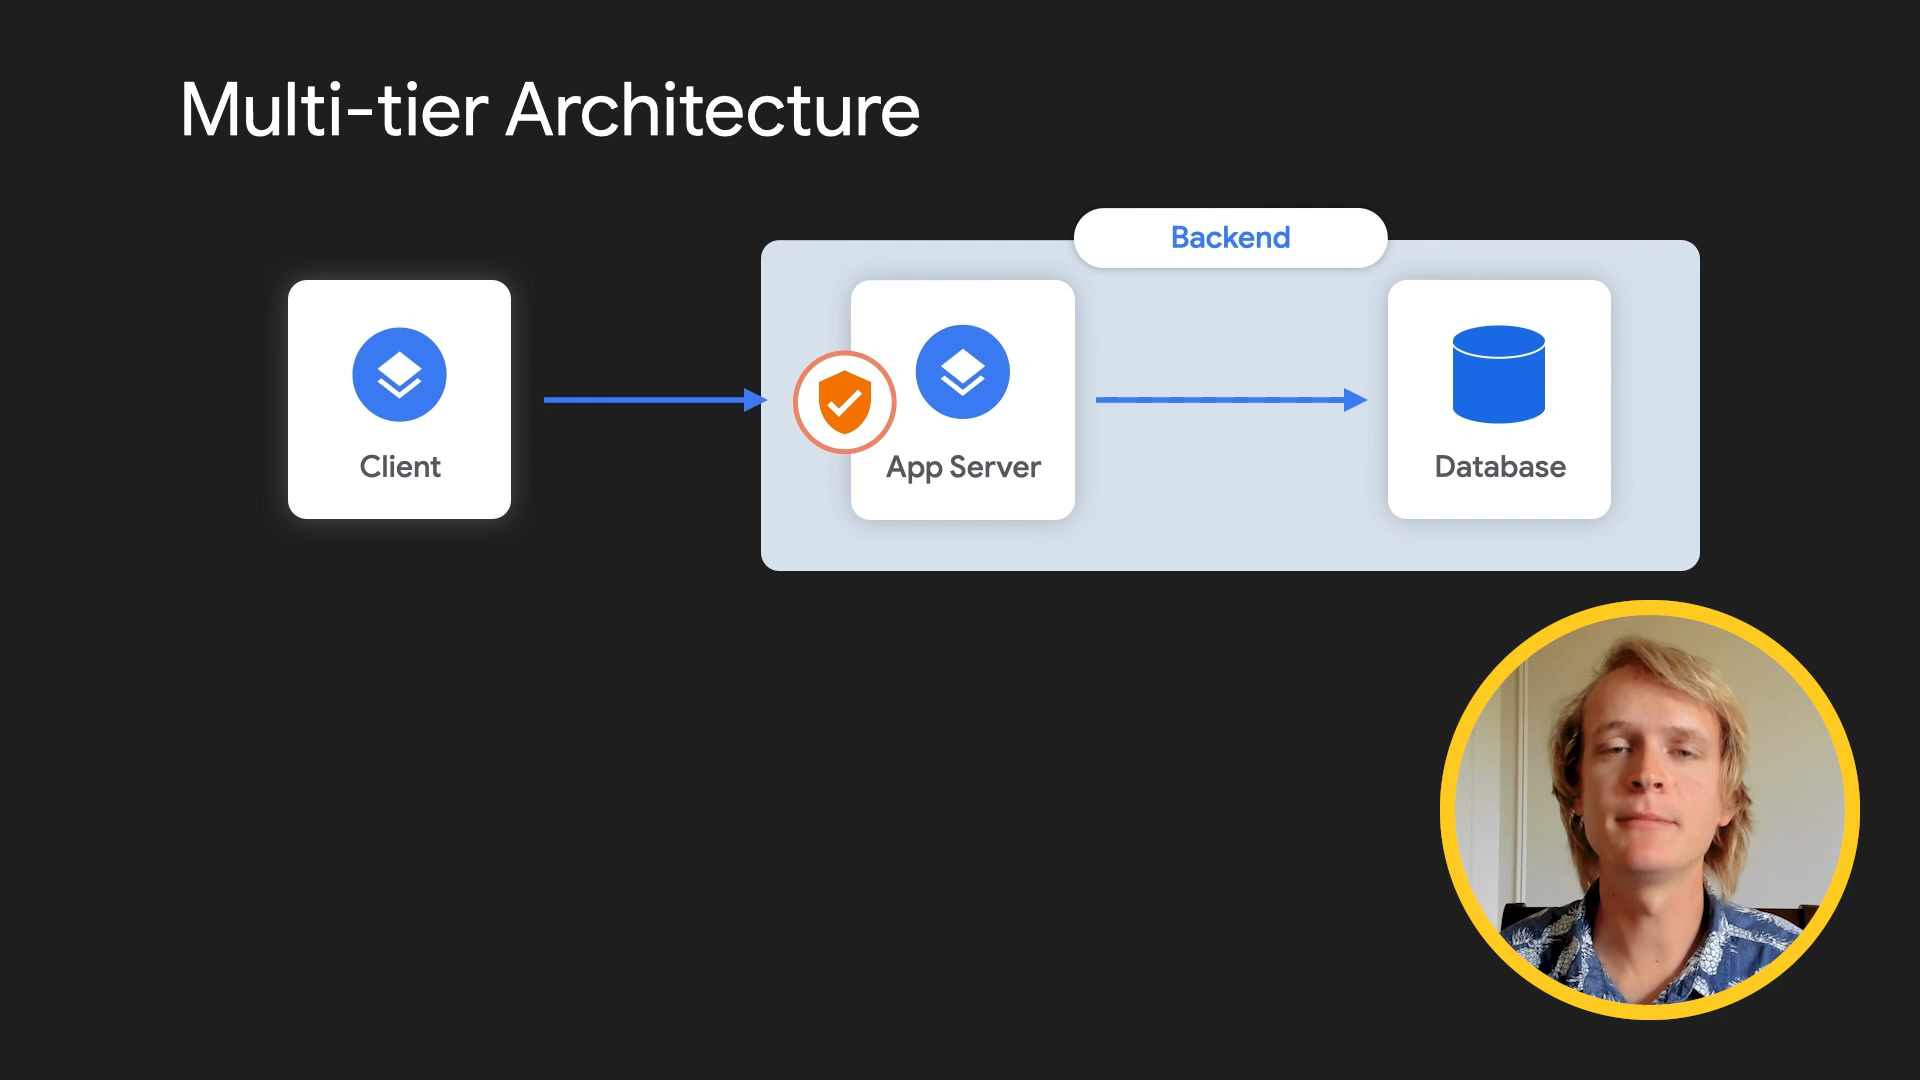 Multi-tier Architecture
Backend
Client
App Server
Database